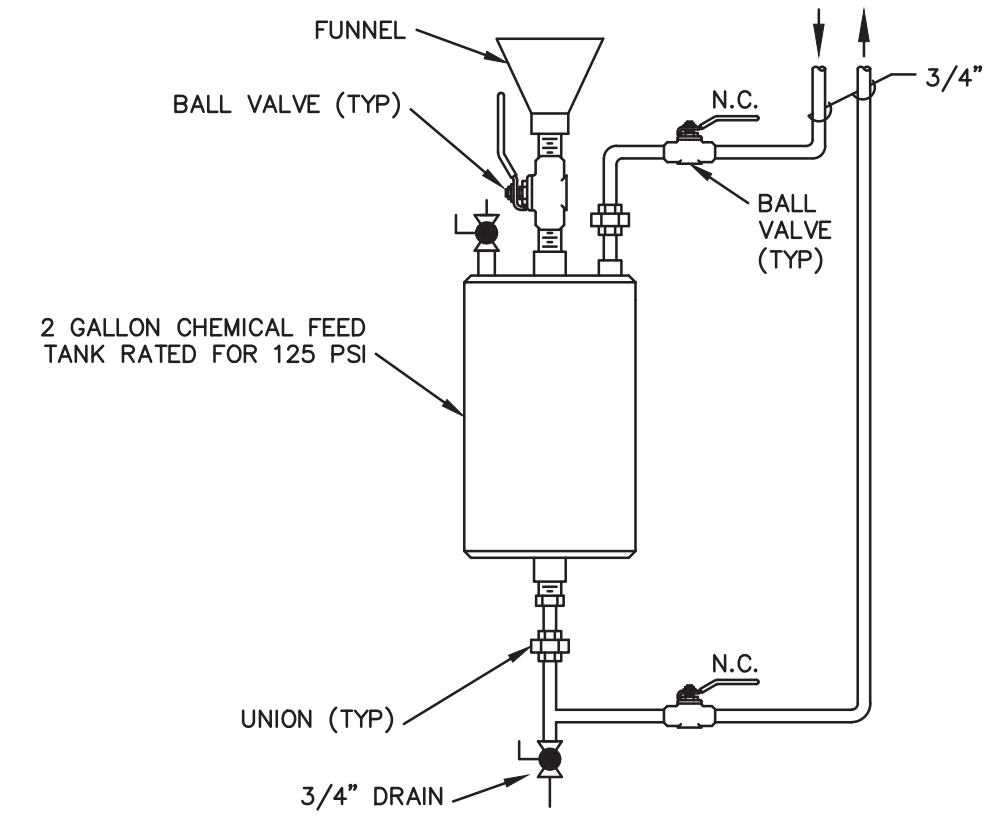 FUNNEL
3/4"
BALL VALVE (TYP)
N.C.
BALL
VALVE
(TYP)
2 GALLON CHEMICAL FEED
TANK RATED FOR 125 PSI
N.C.
UNION (TYP)
3/4" DRAIN